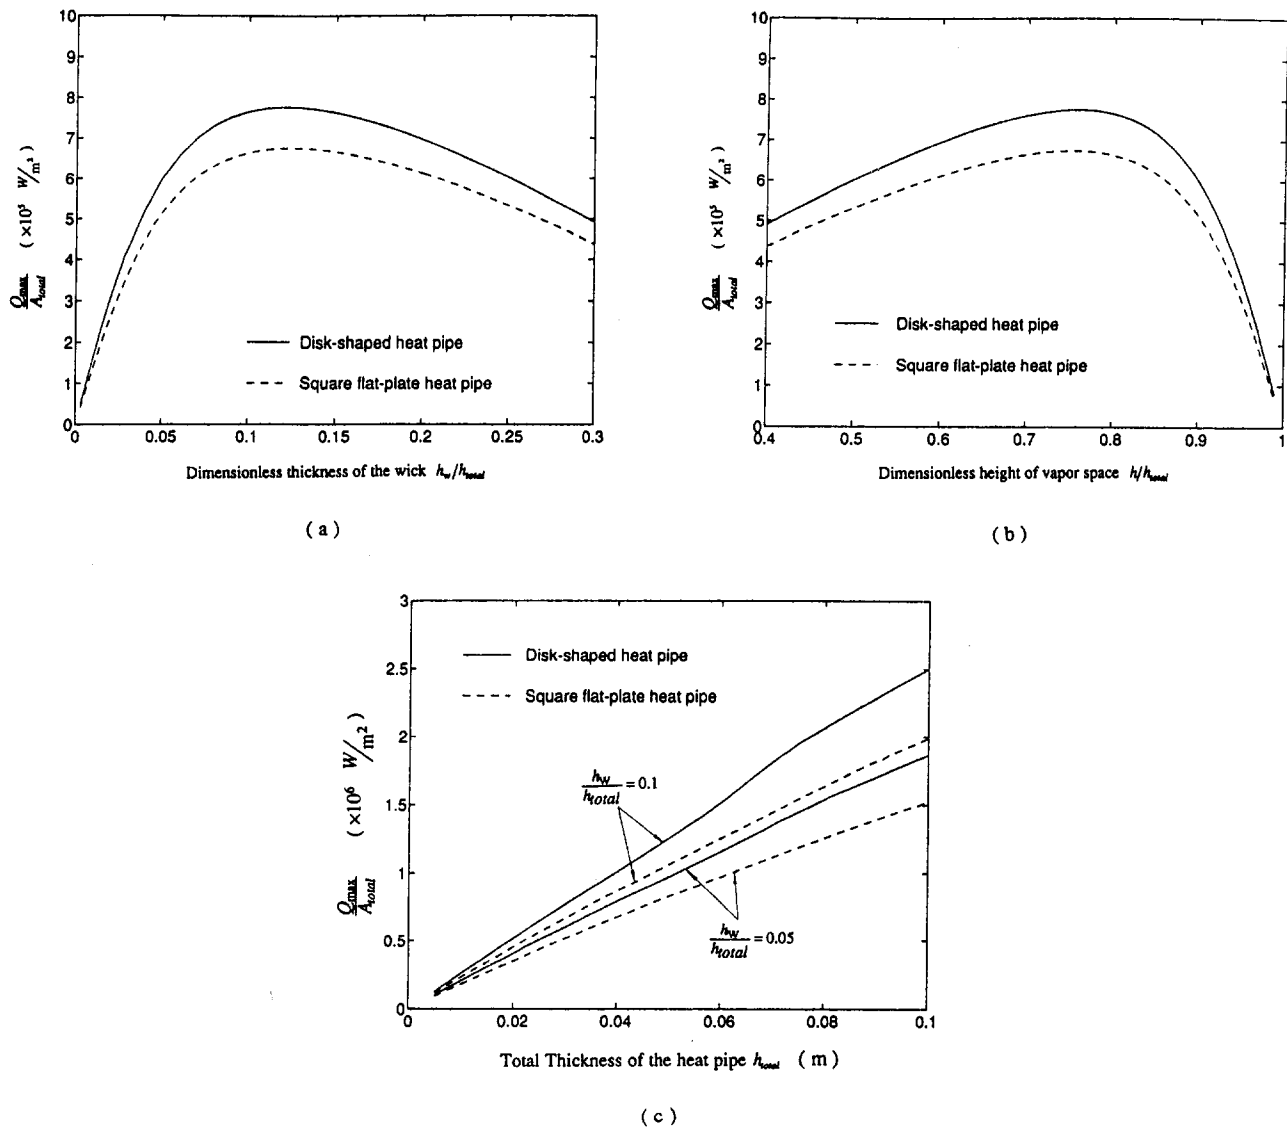 10
9
8
7
6
5
4
3
2
1
0
Q_max / A_total ( ×10⁵ W/m² )
Disk-shaped heat pipe
Square flat-plate heat pipe
0 0.05 0.1 0.15 0.2 0.25 0.3
Dimensionless thickness of the wick h_w/h_total
( a )
10
9
8
7
6
5
4
3
2
1
0
Q_max / A_total ( ×10⁵ W/m² )
Disk-shaped heat pipe
Square flat-plate heat pipe
0.4 0.5 0.6 0.7 0.8 0.9 1
Dimensionless height of vapor space h/h_total
( b )
3
2.5
2
1.5
1
0.5
0
Q_max / A_total ( ×10⁶ W/m² )
Disk-shaped heat pipe
Square flat-plate heat pipe
h_w / h_total = 0.1
h_w / h_total = 0.05
0 0.02 0.04 0.06 0.08 0.1
Total Thickness of the heat pipe h_total ( m )
( c )